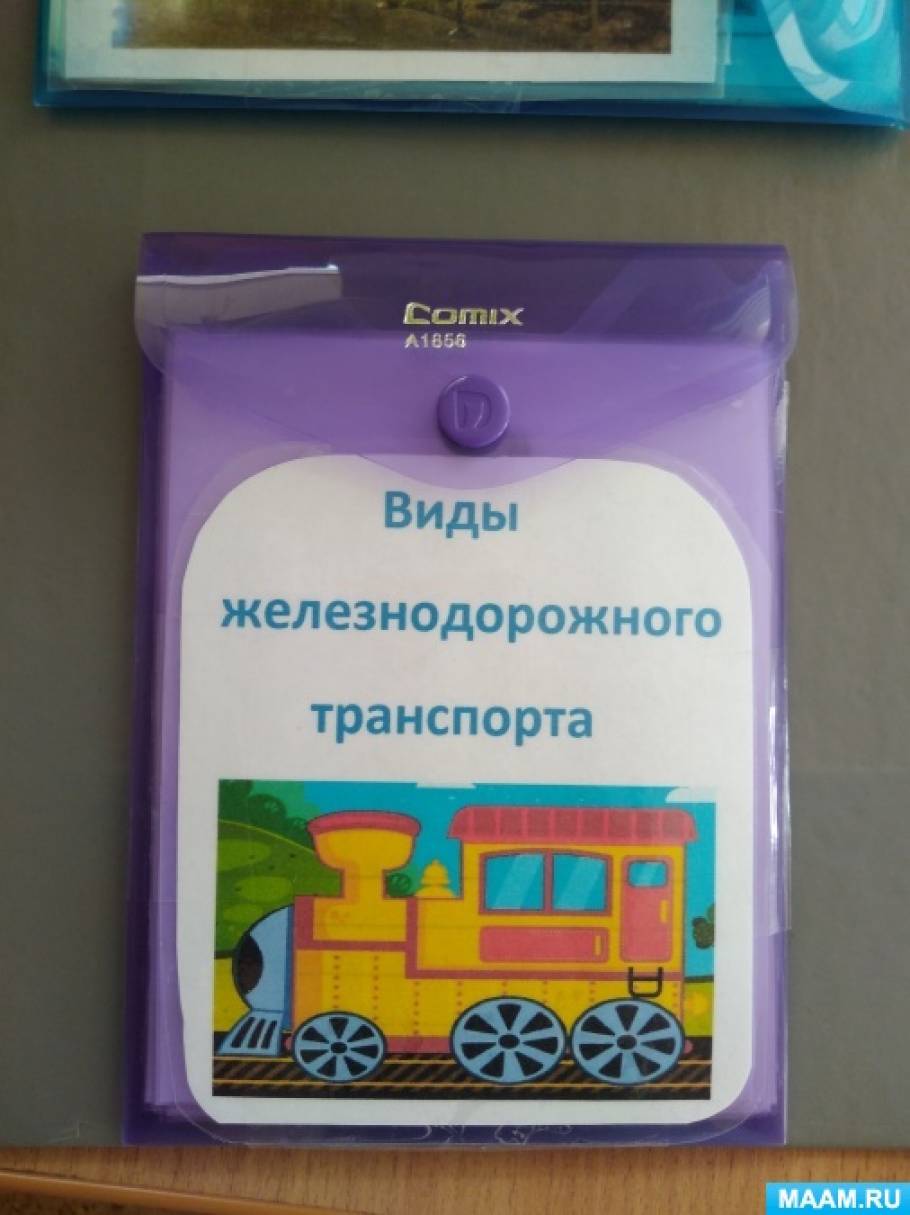 Comix
A1856
Виды
железнодорожного
транспорта
MAAM.RU